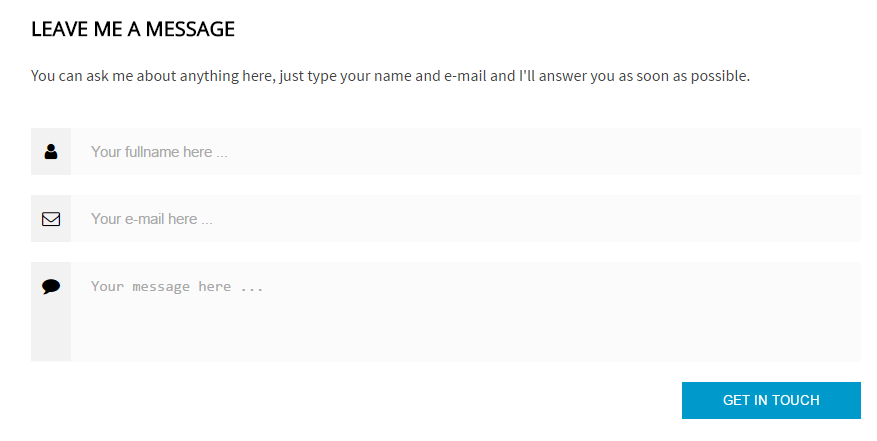 LEAVE ME A MESSAGE
You can ask me about anything here, just type your name and e-mail and I'll answer you as soon as possible.
Your fullname here ...
Your e-mail here ...
Your message here ...
GET IN TOUCH